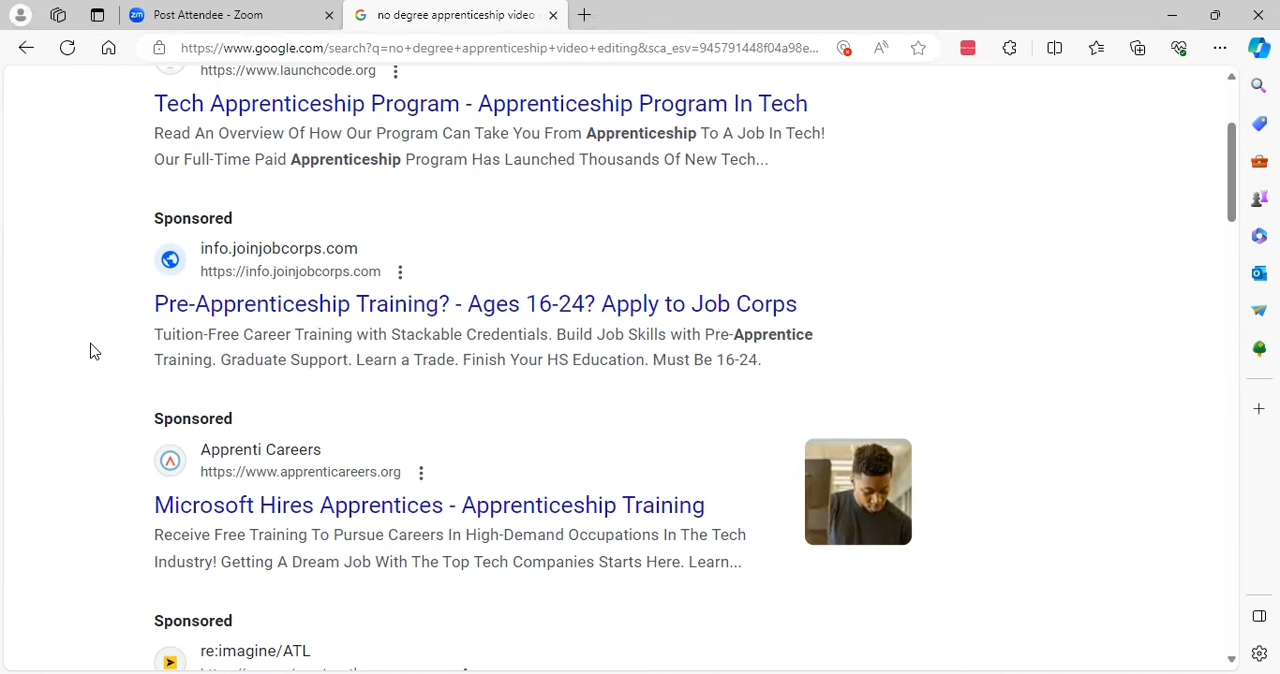 Post Attendee - Zoom
no degree apprenticeship video
https://www.google.com/search?q=no+degree+apprenticeship+video+editing&sca_esv=945791448f04a98e...
https://www.launchcode.org
Tech Apprenticeship Program - Apprenticeship Program In Tech
Read An Overview Of How Our Program Can Take You From Apprenticeship To A Job In Tech!
Our Full-Time Paid Apprenticeship Program Has Launched Thousands Of New Tech...
Sponsored
info.joinjobcorps.com
https://info.joinjobcorps.com
Pre-Apprenticeship Training? - Ages 16-24? Apply to Job Corps
Tuition-Free Career Training with Stackable Credentials. Build Job Skills with Pre-Apprentice
Training. Graduate Support. Learn a Trade. Finish Your HS Education. Must Be 16-24.
Sponsored
Apprenti Careers
https://www.apprenticareers.org
Microsoft Hires Apprentices - Apprenticeship Training
Receive Free Training To Pursue Careers In High-Demand Occupations In The Tech
Industry! Getting A Dream Job With The Top Tech Companies Starts Here. Learn...
Sponsored
re:imagine/ATL